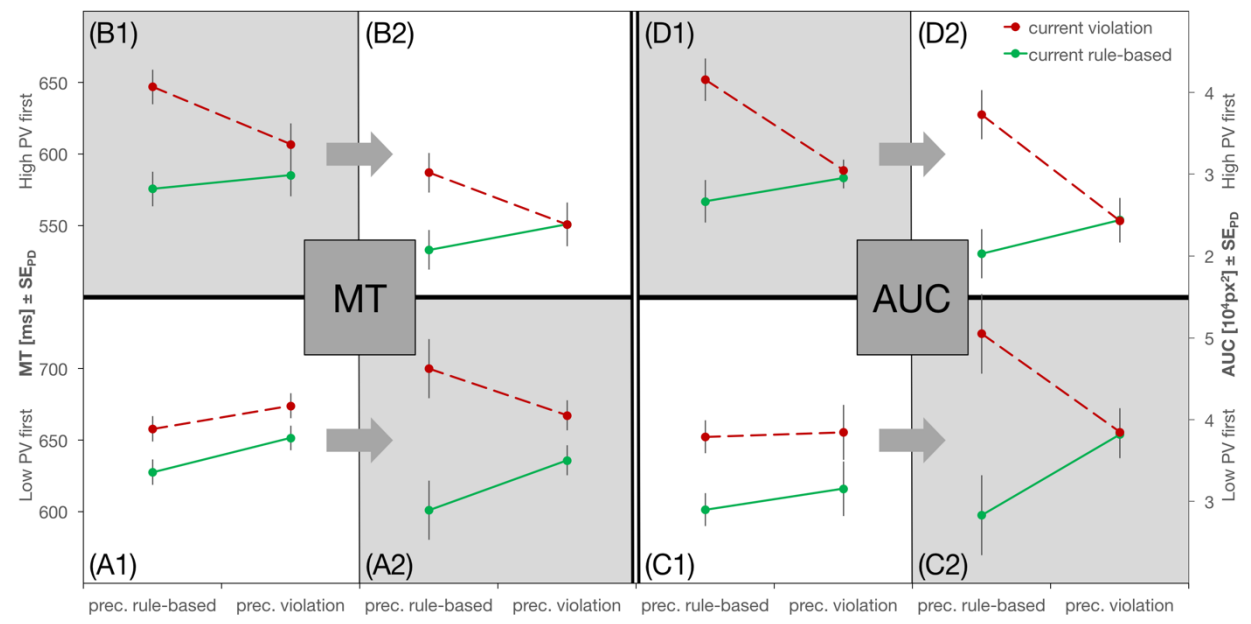 (B1)
(B2)
(D1)
(D2)
current violation
current rule-based
650
600
550
High PV first
4
3
2
High PV first
MT [ms] ± SE_PD
MT
AUC
AUC [10⁴px²] ± SE_PD
700
650
600
Low PV first
5
4
3
Low PV first
(A1)
(A2)
(C1)
(C2)
prec. rule-based
prec. violation
prec. rule-based
prec. violation
prec. rule-based
prec. violation
prec. rule-based
prec. violation